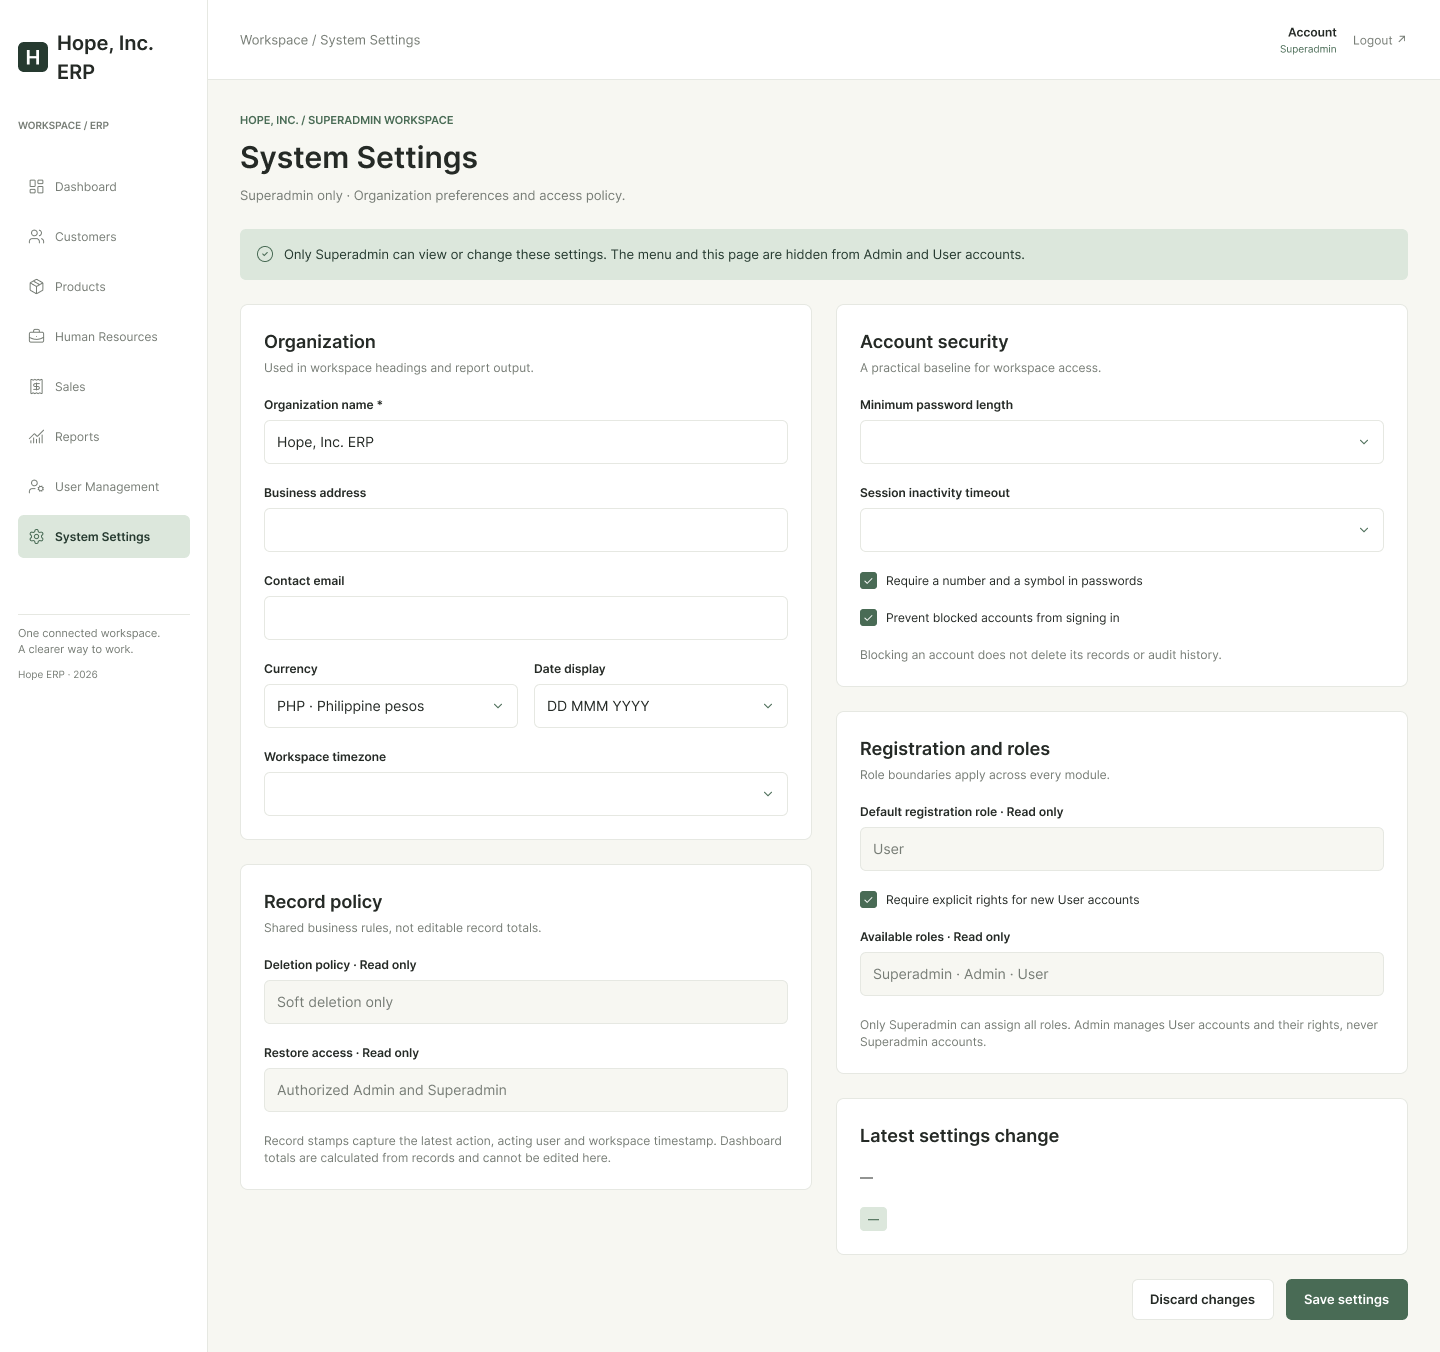 H
Hope, Inc.
ERP
WORKSPACE / ERP
Dashboard
Customers
Products
Human Resources
Sales
Reports
User Management
System Settings
One connected workspace.
A clearer way to work.
Hope ERP · 2026
Workspace / System Settings
Account
Superadmin
Logout ↗
HOPE, INC. / SUPERADMIN WORKSPACE
System Settings
Superadmin only · Organization preferences and access policy.
Only Superadmin can view or change these settings. The menu and this page are hidden from Admin and User accounts.
Organization
Used in workspace headings and report output.
Organization name *
Hope, Inc. ERP
Business address
Contact email
Currency
Date display
PHP · Philippine pesos
DD MMM YYYY
Workspace timezone
Record policy
Shared business rules, not editable record totals.
Deletion policy · Read only
Soft deletion only
Restore access · Read only
Authorized Admin and Superadmin
Record stamps capture the latest action, acting user and workspace timestamp. Dashboard
totals are calculated from records and cannot be edited here.
Account security
A practical baseline for workspace access.
Minimum password length
Session inactivity timeout
Require a number and a symbol in passwords
Prevent blocked accounts from signing in
Blocking an account does not delete its records or audit history.
Registration and roles
Role boundaries apply across every module.
Default registration role · Read only
User
Require explicit rights for new User accounts
Available roles · Read only
Superadmin · Admin · User
Only Superadmin can assign all roles. Admin manages User accounts and their rights, never
Superadmin accounts.
Latest settings change
—
—
Discard changes
Save settings